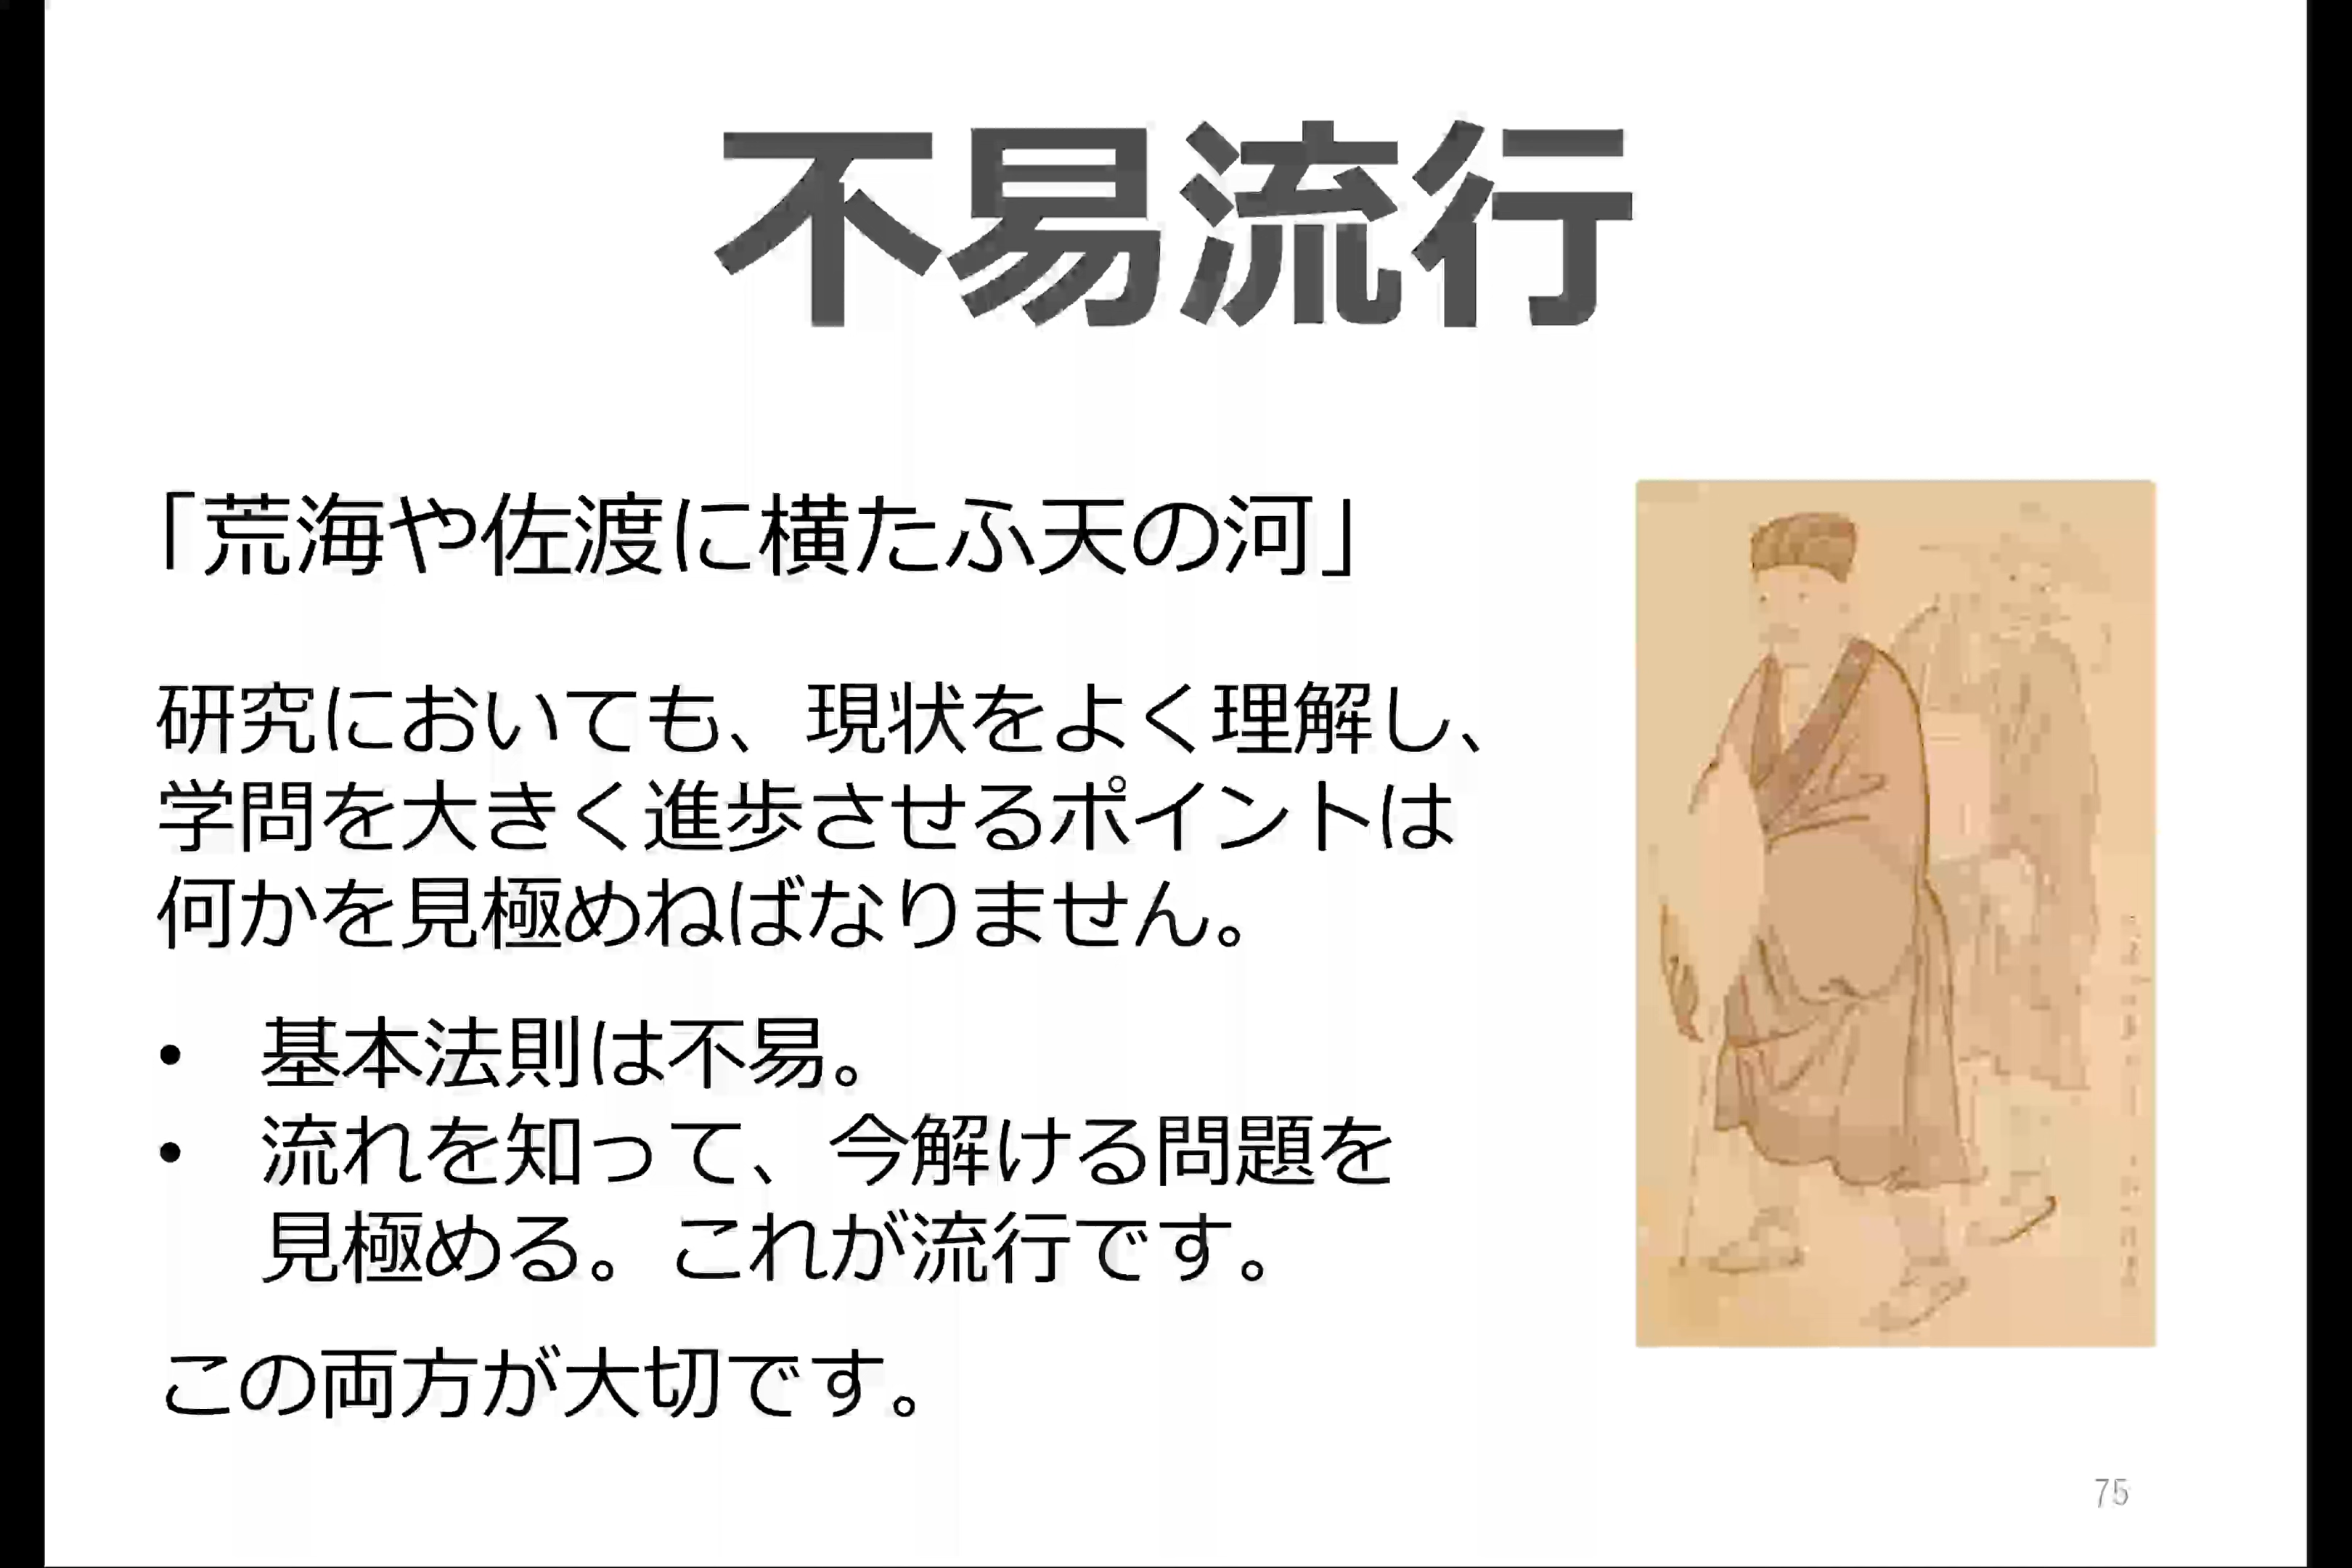 不易流行
「荒海や佐渡に横たふ天の河」
研究においても、現状をよく理解し、
学問を大きく進歩させるポイントは
何かを見極めねばなりません。
• 基本法則は不易。
• 流れを知って、今解ける問題を
見極める。これが流行です。
この両方が大切です。
75